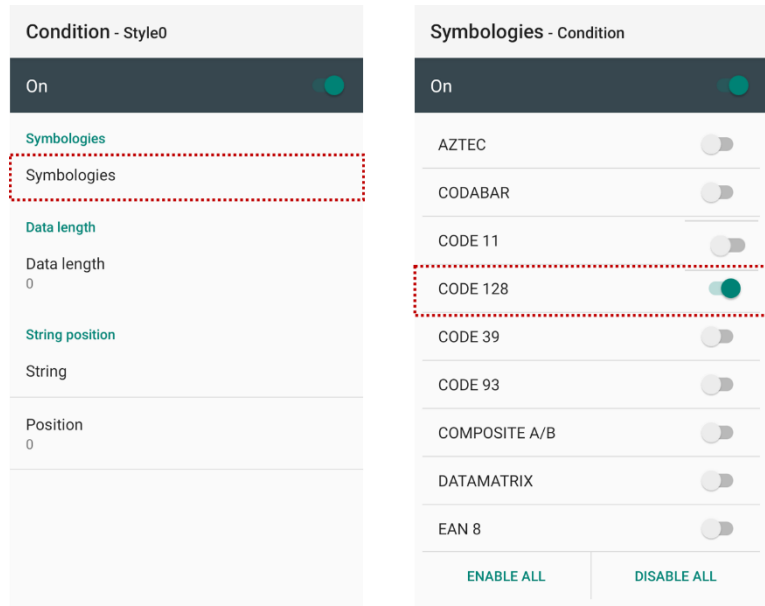 Condition - Style0
On
Symbologies
Symbologies
Data length
Data length
0
String position
String
Position
0
Symbologies - Condition
On
AZTEC
CODABAR
CODE 11
CODE 128
CODE 39
CODE 93
COMPOSITE A/B
DATAMATRIX
EAN 8
ENABLE ALL DISABLE ALL